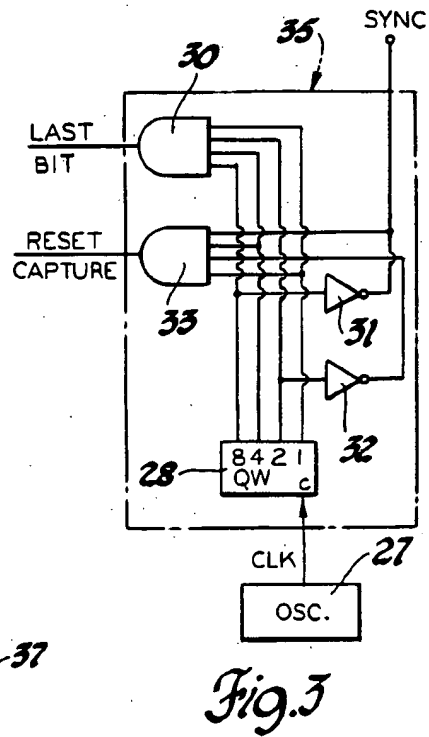 SYNC
35
30
LAST
BIT
RESET
CAPTURE
33
31
32
8 4 2 1
QW C
28
CLK
27
OSC.
37
Fig.3